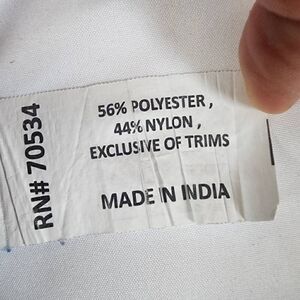 RN# 70534
56% POLYESTER ,
44% NYLON ,
EXCLUSIVE OF TRIMS
MADE IN INDIA